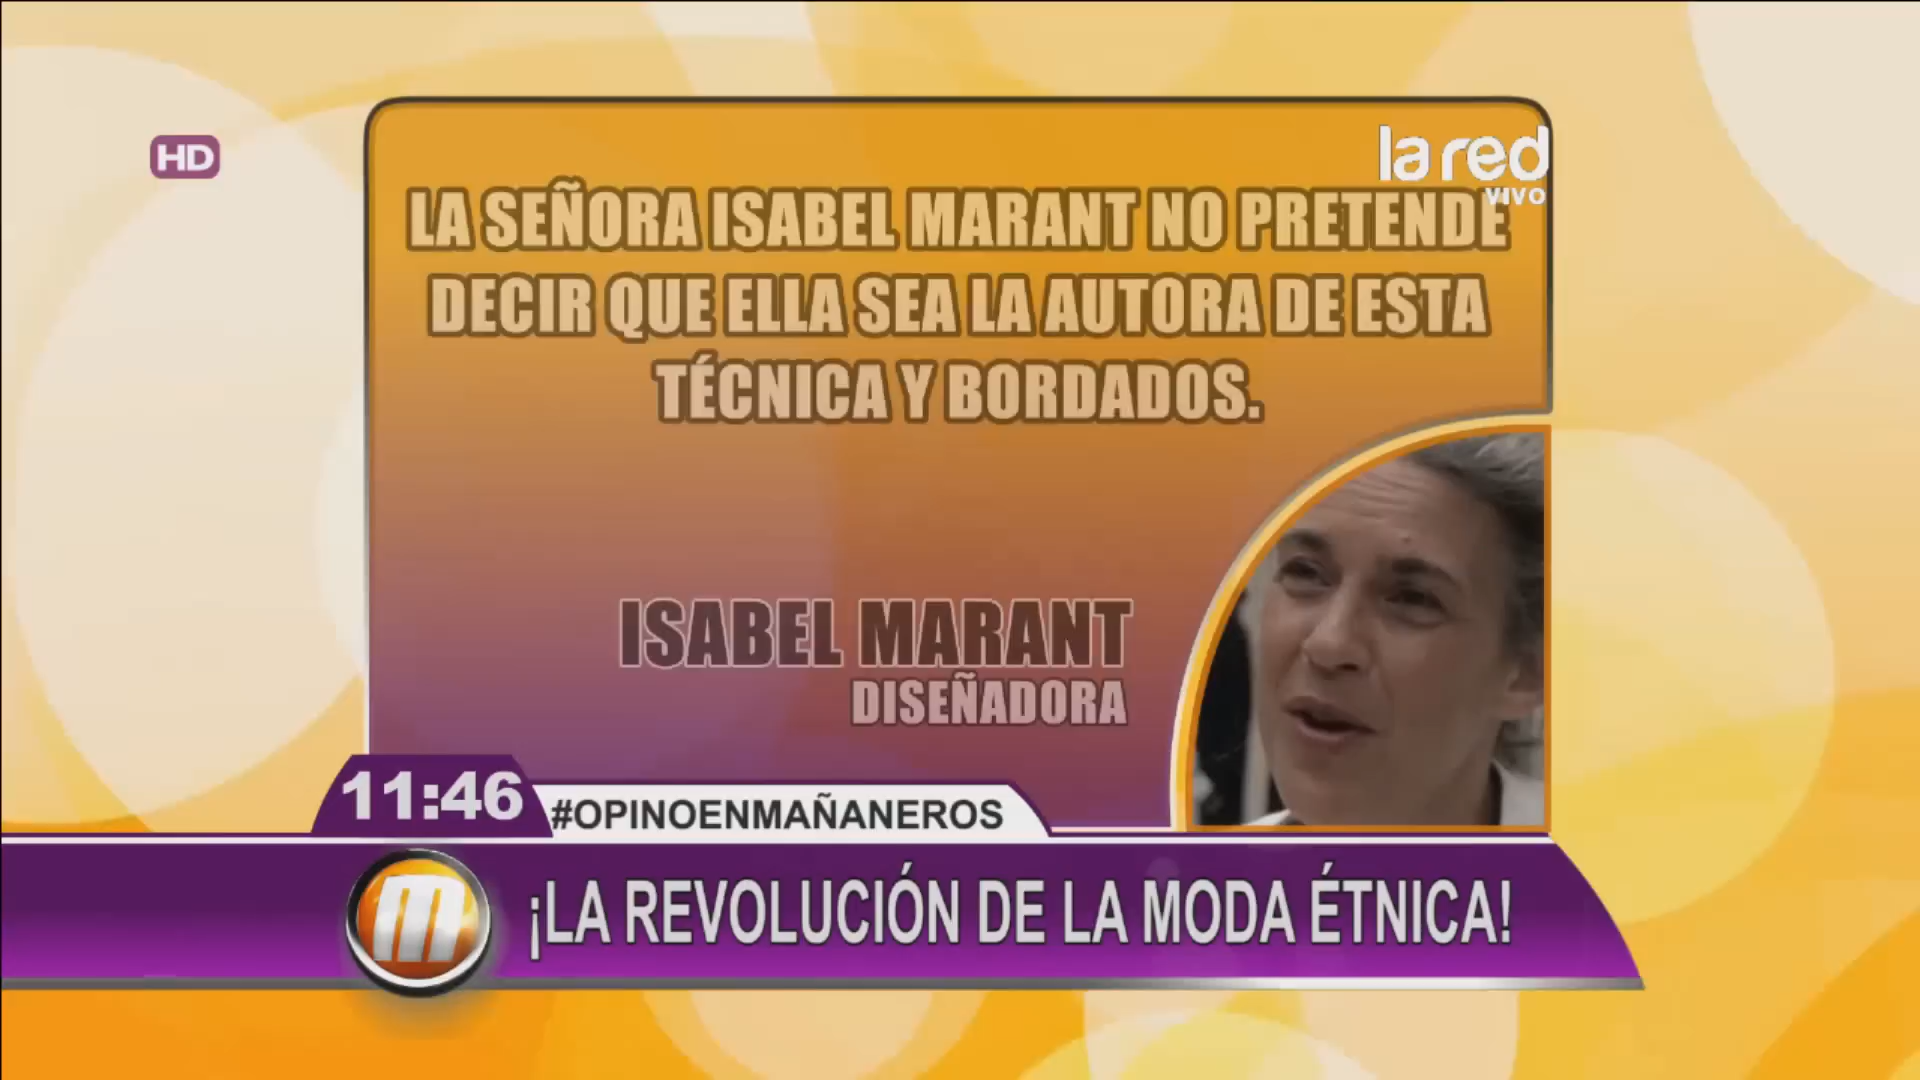 HD
la red
VIVO
LA SEÑORA ISABEL MARANT NO PRETENDE
DECIR QUE ELLA SEA LA AUTORA DE ESTA
TÉCNICA Y BORDADOS.
ISABEL MARANT
DISEÑADORA
11:46
#OPINOENMAÑANEROS
m
¡LA REVOLUCIÓN DE LA MODA ÉTNICA!